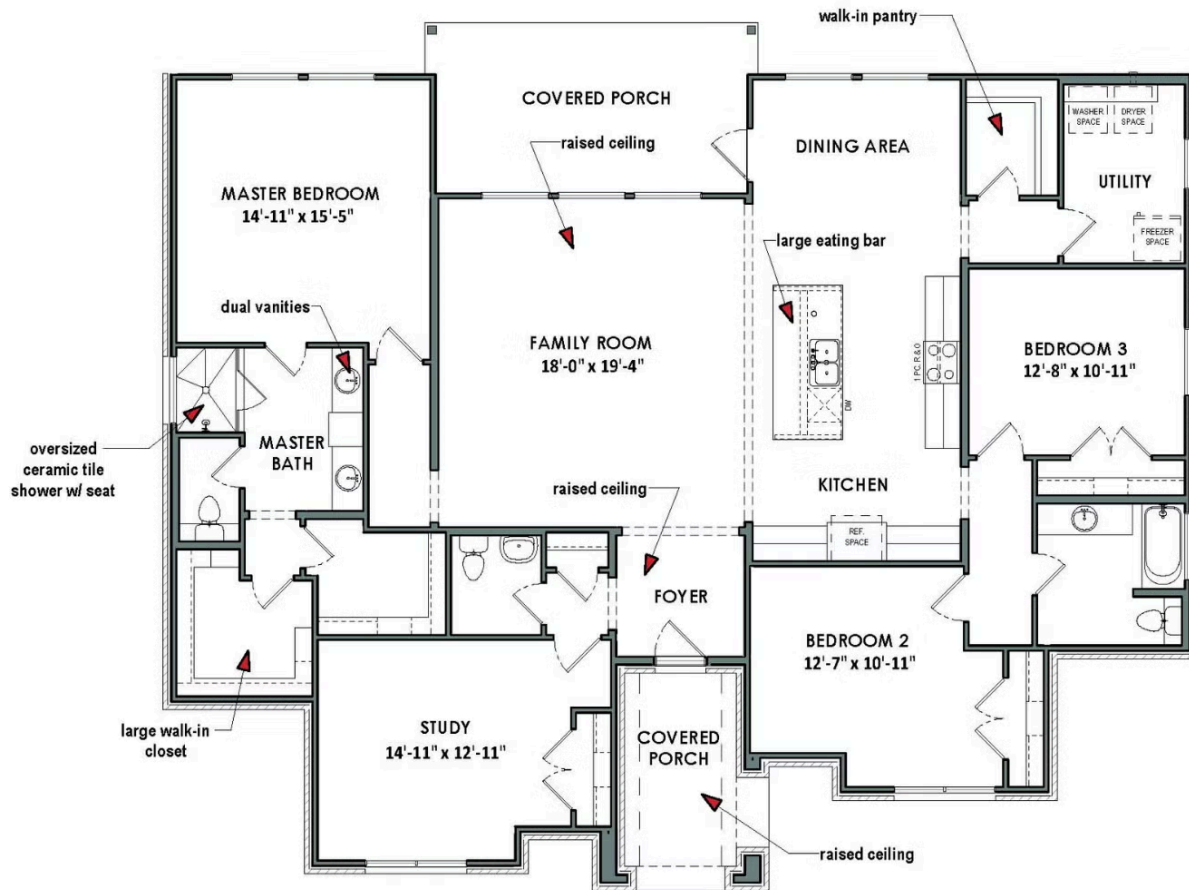 walk-in pantry
COVERED PORCH
raised ceiling
WASHER
SPACE
DRYER
SPACE
DINING AREA
UTILITY
MASTER BEDROOM
14'-11" x 15'-5"
FREEZER
SPACE
large eating bar
dual vanities
FAMILY ROOM
18'-0" x 19'-4"
1 PC. R & O
BEDROOM 3
12'-8" x 10'-11"
DW
oversized
ceramic tile
shower w/ seat
MASTER
BATH
raised ceiling
KITCHEN
REF.
SPACE
FOYER
BEDROOM 2
12'-7" x 10'-11"
large walk-in
closet
STUDY
14'-11" x 12'-11"
COVERED
PORCH
raised ceiling